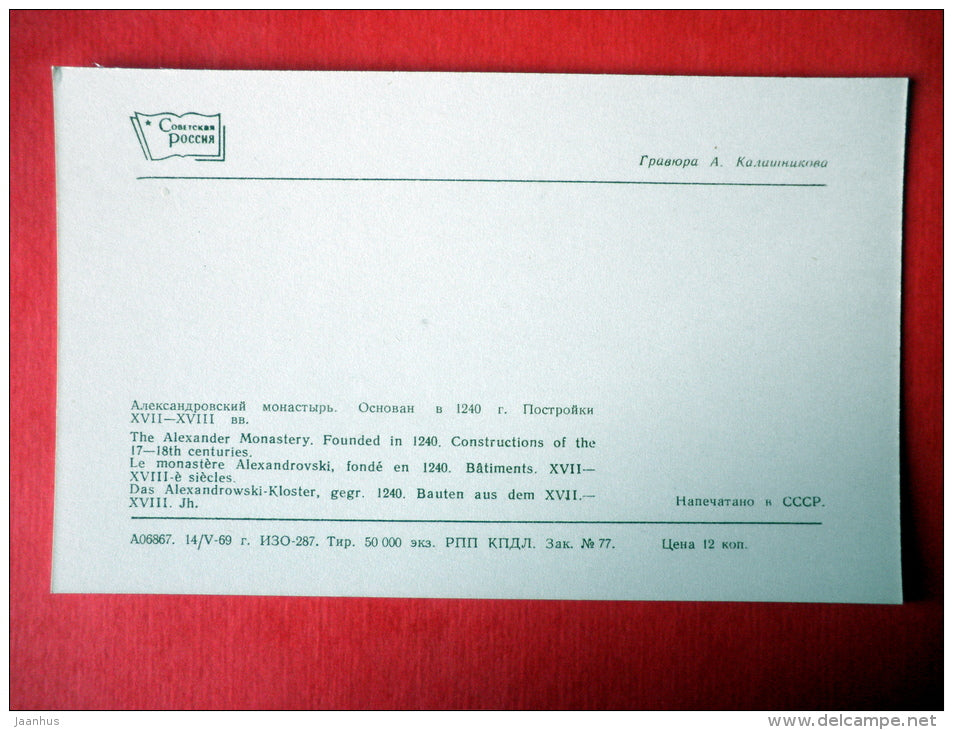 Советская
Россия
Гравюра А. Калашникова
Александровский монастырь. Основан в 1240 г. Постройки
XVII—XVIII вв.
The Alexander Monastery. Founded in 1240. Constructions of the
17—18th centuries.
Le monastère Alexandrovski, fondé en 1240. Bâtiments. XVII—
XVIII-è siècles.
Das Alexandrowski-Kloster, gegr. 1240. Bauten aus dem XVII.—
XVIII. Jh.
Напечатано в СССР.
А06867. 14/V-69 г. ИЗО-287. Тир. 50 000 экз. РПП КПДЛ. Зак. № 77. Цена 12 коп.
Jaanhus
www.delcampe.net